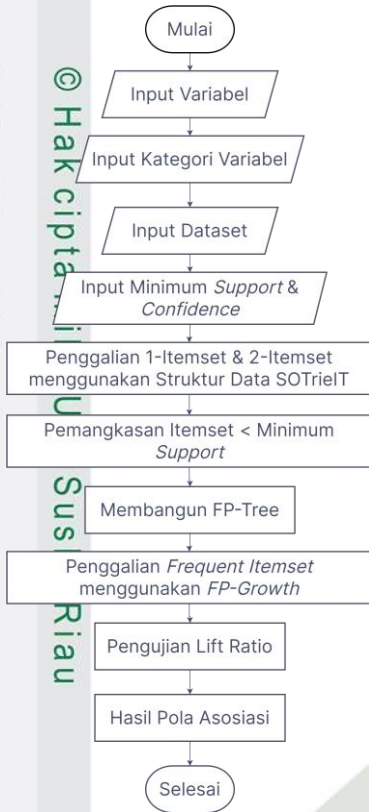 Mulai
Input Variabel
Input Kategori Variabel
Input Dataset
Input Minimum Support &
Confidence
Penggalian 1-Itemset & 2-Itemset
menggunakan Struktur Data SOTrieIT
Pemangkasan Itemset < Minimum
Support
Membangun FP-Tree
Penggalian Frequent Itemset
menggunakan FP-Growth
Pengujian Lift Ratio
Hasil Pola Asosiasi
Selesai
© Hak cipta mil U Sus Riau